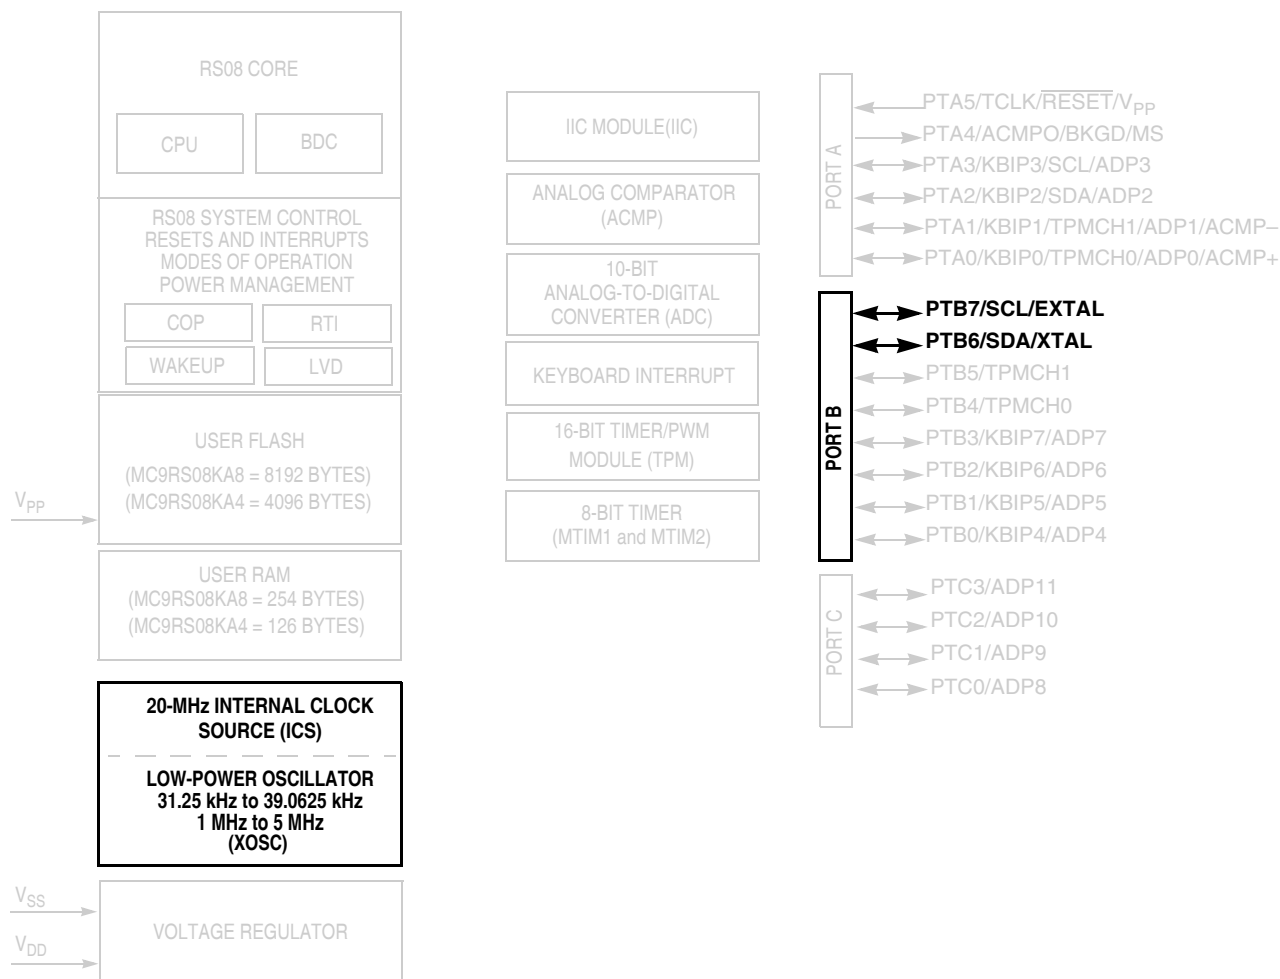 RS08 CORE
CPU
BDC
RS08 SYSTEM CONTROL
RESETS AND INTERRUPTS
MODES OF OPERATION
POWER MANAGEMENT
COP
RTI
WAKEUP
LVD
USER FLASH
(MC9RS08KA8 = 8192 BYTES)
(MC9RS08KA4 = 4096 BYTES)
VPP
USER RAM
(MC9RS08KA8 = 254 BYTES)
(MC9RS08KA4 = 126 BYTES)
20-MHz INTERNAL CLOCK
SOURCE (ICS)
LOW-POWER OSCILLATOR
31.25 kHz to 39.0625 kHz
1 MHz to 5 MHz
(XOSC)
VSS
VDD
VOLTAGE REGULATOR
IIC MODULE(IIC)
ANALOG COMPARATOR
(ACMP)
10-BIT
ANALOG-TO-DIGITAL
CONVERTER (ADC)
KEYBOARD INTERRUPT
16-BIT TIMER/PWM
MODULE (TPM)
8-BIT TIMER
(MTIM1 and MTIM2)
PORT A
PTA5/TCLK/RESET/VPP
PTA4/ACMPO/BKGD/MS
PTA3/KBIP3/SCL/ADP3
PTA2/KBIP2/SDA/ADP2
PTA1/KBIP1/TPMCH1/ADP1/ACMP–
PTA0/KBIP0/TPMCH0/ADP0/ACMP+
PORT B
PTB7/SCL/EXTAL
PTB6/SDA/XTAL
PTB5/TPMCH1
PTB4/TPMCH0
PTB3/KBIP7/ADP7
PTB2/KBIP6/ADP6
PTB1/KBIP5/ADP5
PTB0/KBIP4/ADP4
PORT C
PTC3/ADP11
PTC2/ADP10
PTC1/ADP9
PTC0/ADP8